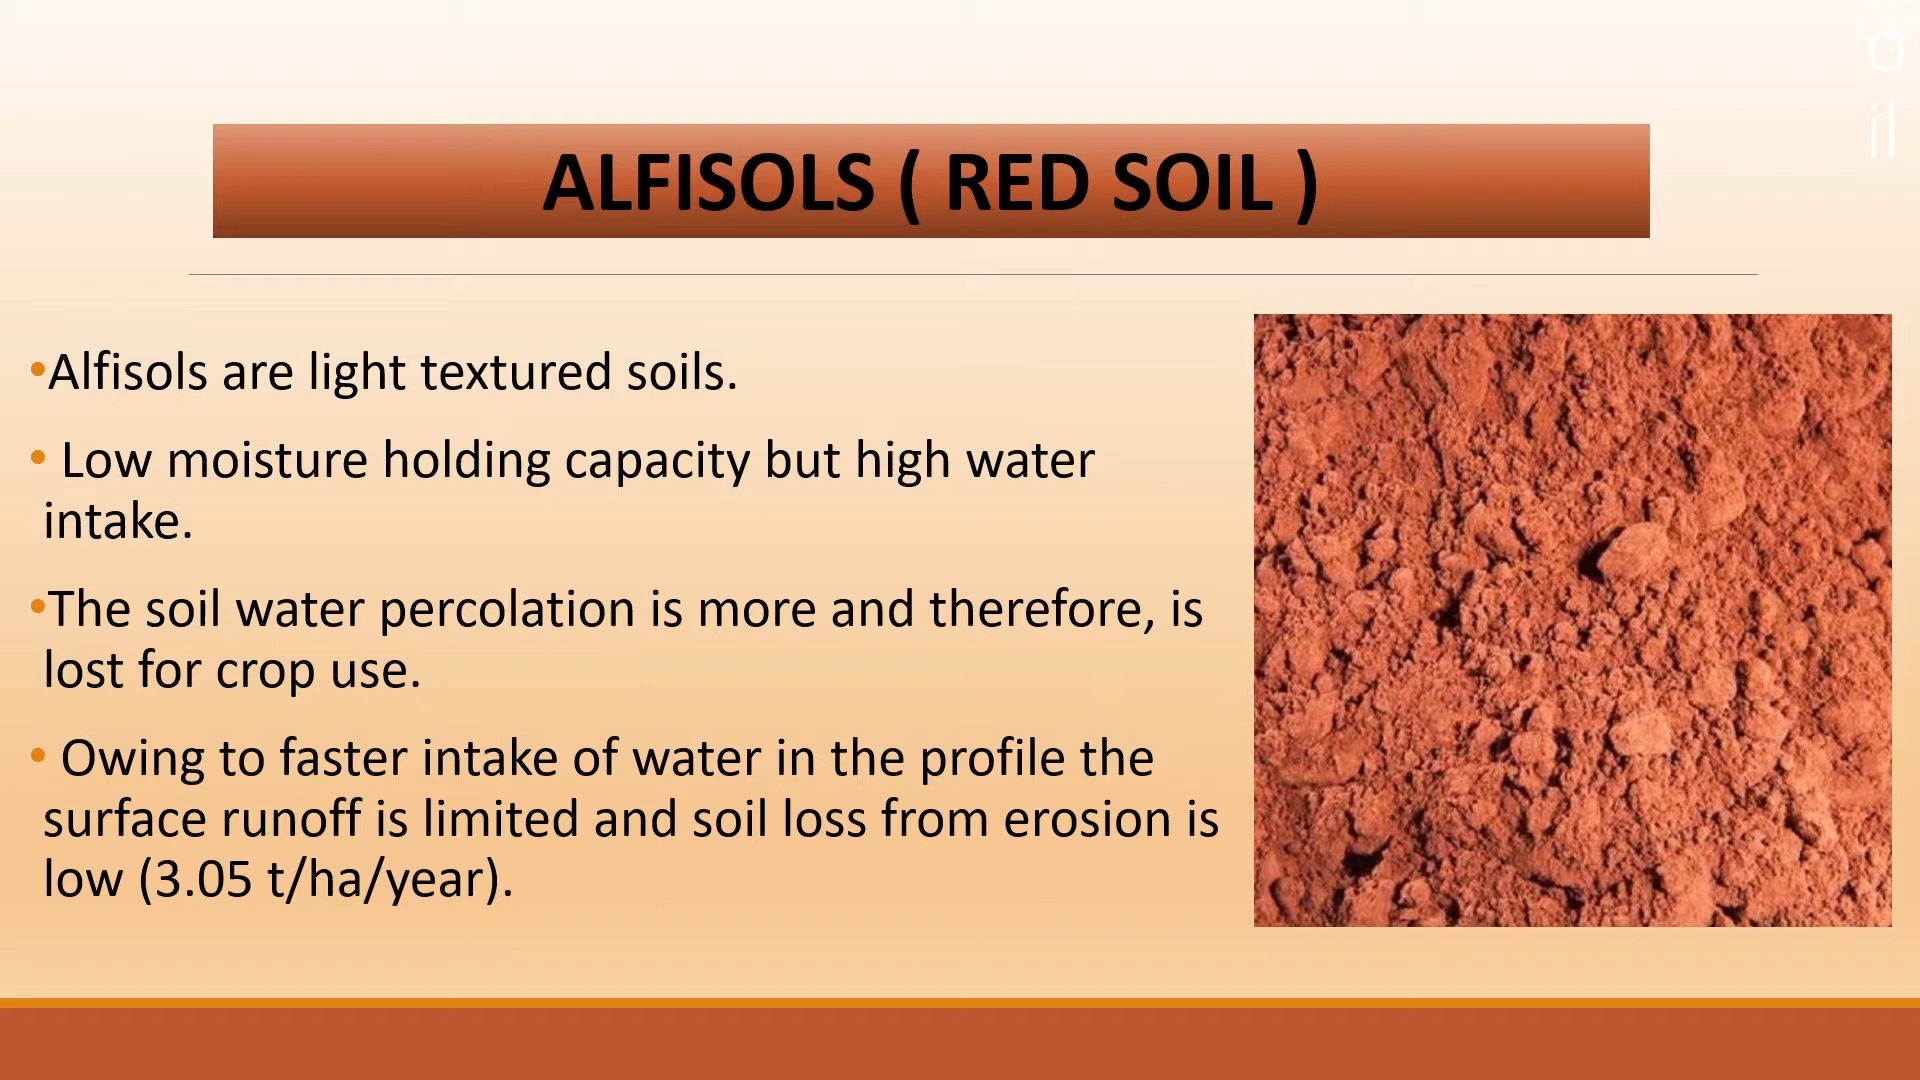 o
il
ALFISOLS ( RED SOIL )
•Alfisols are light textured soils.
• Low moisture holding capacity but high water
intake.
•The soil water percolation is more and therefore, is
lost for crop use.
• Owing to faster intake of water in the profile the
surface runoff is limited and soil loss from erosion is
low (3.05 t/ha/year).